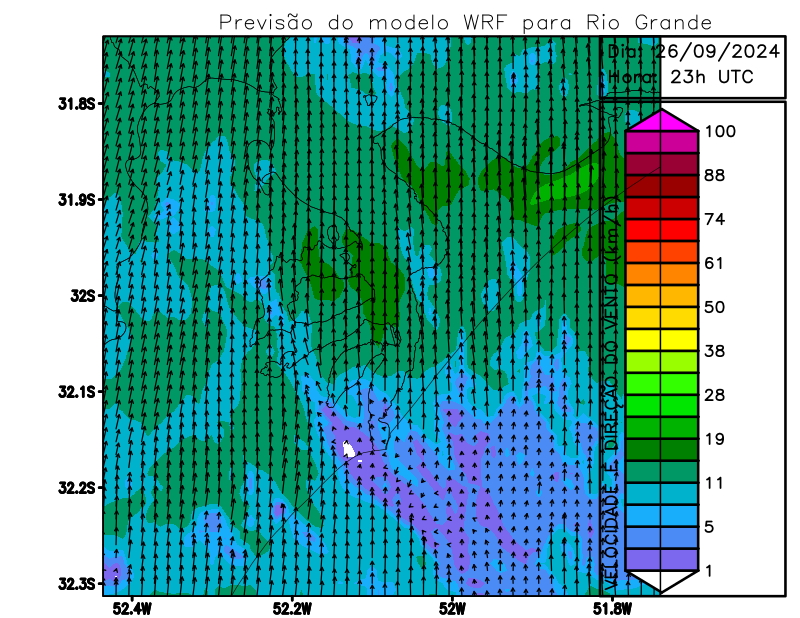 Previsão do modelo WRF para Rio Grande
Dia: 26/09/2024
Hora: 23h UTC
31.8S
31.9S
32S
32.1S
32.2S
32.3S
52.4W
52.2W
52W
51.8W
VELOCIDADE E DIREÇÃO DO VENTO (km/h)
100
88
74
61
50
38
28
19
11
5
1